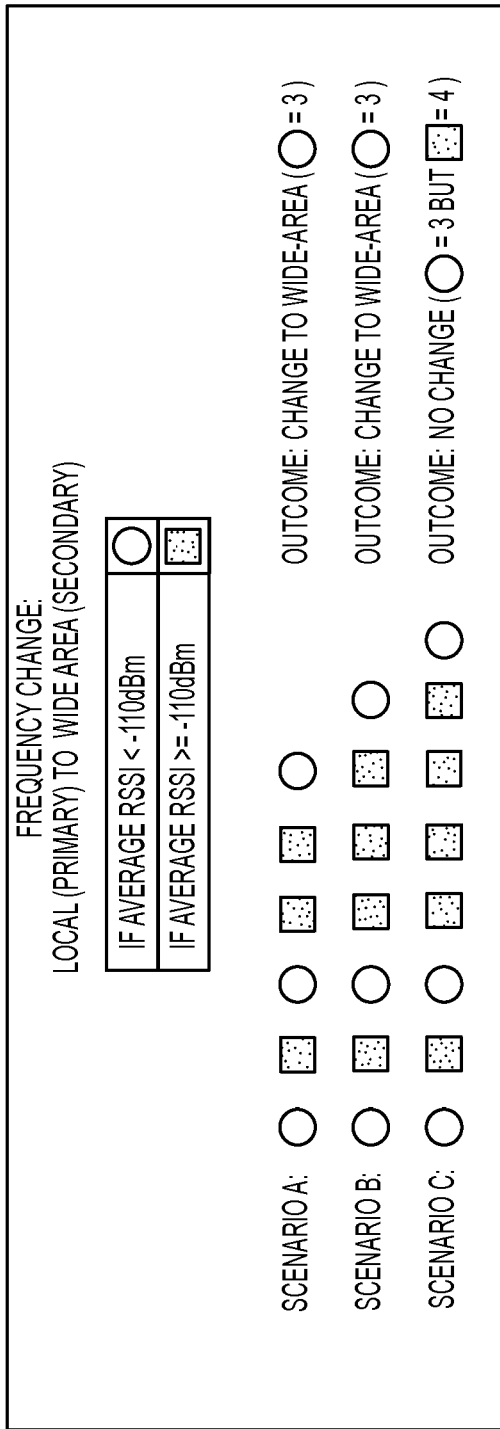 FREQUENCY CHANGE:
LOCAL (PRIMARY) TO WIDE AREA (SECONDARY)
IF AVERAGE RSSI < -110dBm
IF AVERAGE RSSI >= -110dBm
SCENARIO A: OUTCOME: CHANGE TO WIDE-AREA ( = 3 )
SCENARIO B: OUTCOME: CHANGE TO WIDE-AREA ( = 3 )
SCENARIO C: OUTCOME: NO CHANGE ( = 3 BUT = 4 )